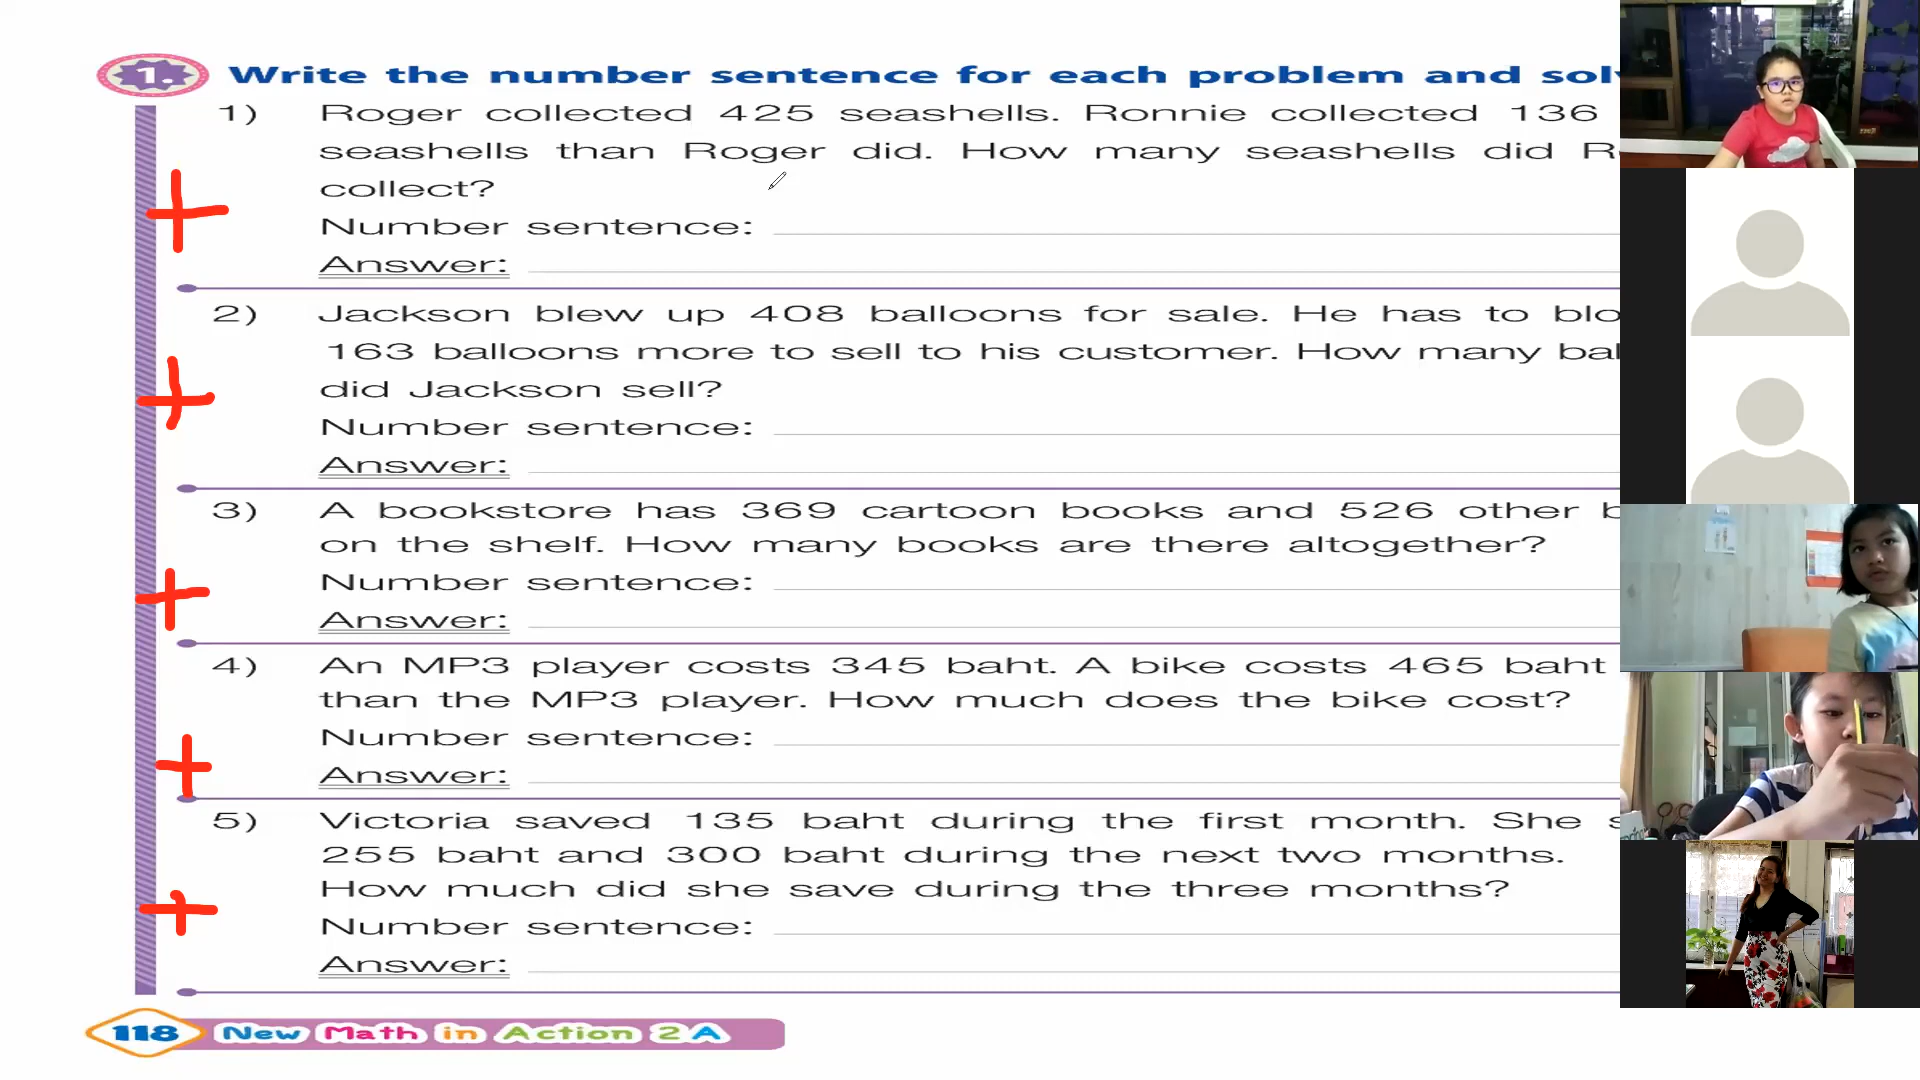 1. Write the number sentence for each problem and
1) Roger collected 425 seashells. Ronnie collected 136
seashells than Roger did. How many seashells did
collect?
Number sentence:
Answer:
2) Jackson blew up 408 balloons for sale. He has to
163 balloons more to sell to his customer. How many
did Jackson sell?
Number sentence:
Answer:
3) A bookstore has 369 cartoon books and 526 other
on the shelf. How many books are there altogether?
Number sentence:
Answer:
4) An MP3 player costs 345 baht. A bike costs 465 baht
than the MP3 player. How much does the bike cost?
Number sentence:
Answer:
5) Victoria saved 135 baht during the first month. She
255 baht and 300 baht during the next two months.
How much did she save during the three months?
Number sentence:
Answer:
118 New Math in Action 2A